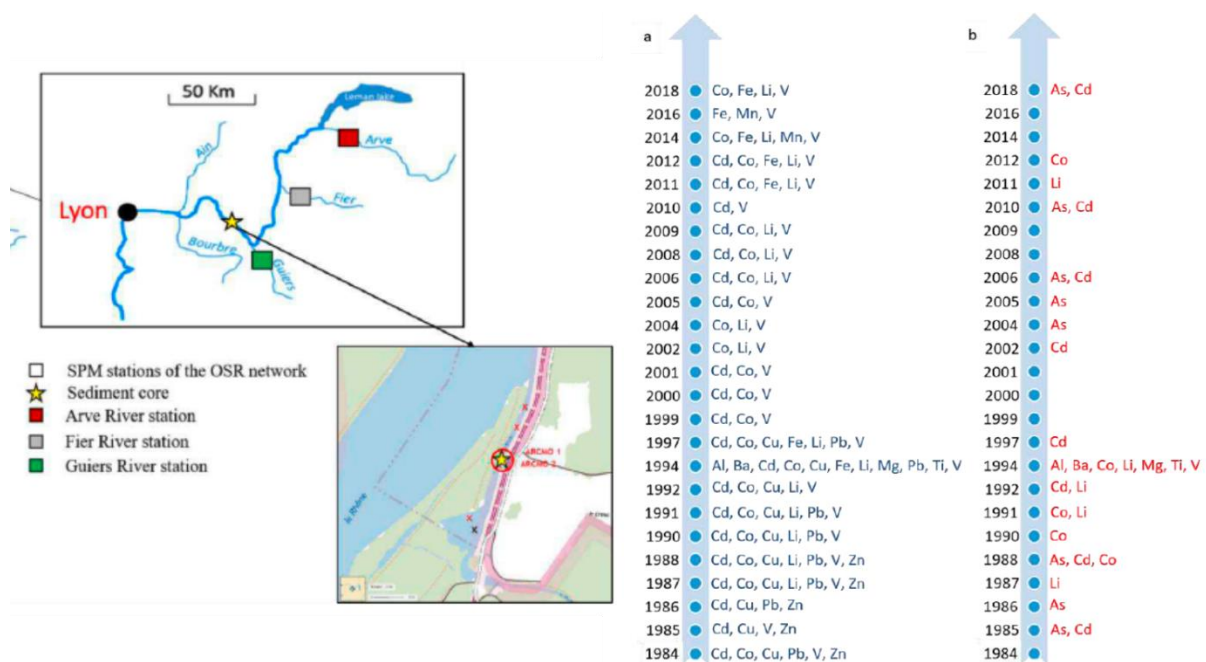 50 Km
Leman lake
Arve
Ain
Fier
Lyon
Bourbre
Guiers
SPM stations of the OSR network
Sediment core
Arve River station
Fier River station
Guiers River station
ARCMO 1
ARCMO 2
le Rhône
a
2018 Co, Fe, Li, V
2016 Fe, Mn, V
2014 Co, Fe, Li, Mn, V
2012 Cd, Co, Fe, Li, V
2011 Cd, Co, Fe, Li, V
2010 Cd, V
2009 Cd, Co, Li, V
2008 Cd, Co, Li, V
2006 Cd, Co, Li, V
2005 Cd, Co, V
2004 Co, Li, V
2002 Co, Li, V
2001 Cd, Co, V
2000 Cd, Co, V
1999 Cd, Co, V
1997 Cd, Co, Cu, Fe, Li, Pb, V
1994 Al, Ba, Cd, Co, Cu, Fe, Li, Mg, Pb, Ti, V
1992 Cd, Co, Cu, Li, V
1991 Cd, Co, Cu, Li, Pb, V
1990 Cd, Co, Cu, Li, Pb, V
1988 Cd, Co, Cu, Li, Pb, V, Zn
1987 Cd, Co, Cu, Li, Pb, V, Zn
1986 Cd, Cu, Pb, Zn
1985 Cd, Cu, V, Zn
1984 Cd, Co, Cu, Pb, V, Zn
b
2018 As, Cd
2016
2014
2012 Co
2011 Li
2010 As, Cd
2009
2008
2006 As, Cd
2005 As
2004 As
2002 Cd
2001
2000
1999
1997 Cd
1994 Al, Ba, Co, Li, Mg, Ti, V
1992 Cd, Li
1991 Co, Li
1990 Co
1988 As, Cd, Co
1987 Li
1986 As
1985 As, Cd
1984